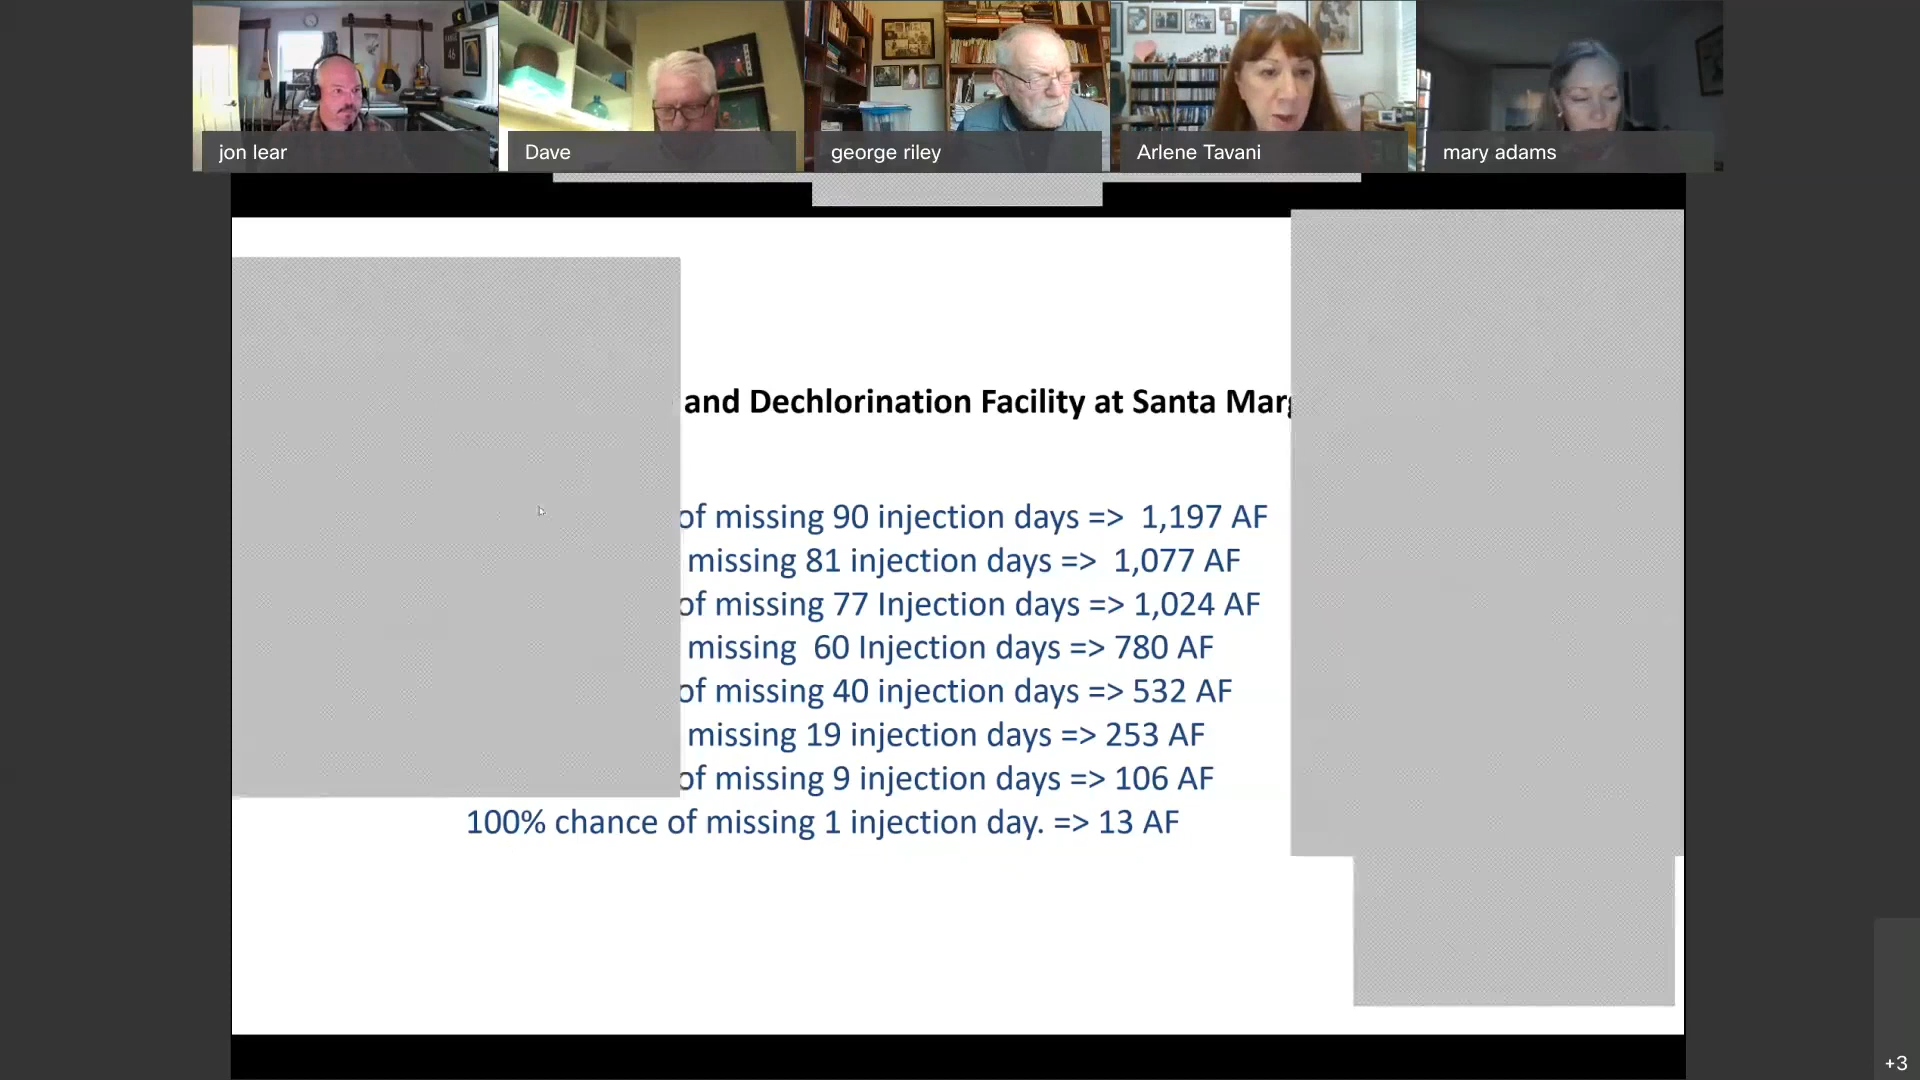 jon lear
Dave
george riley
Arlene Tavani
mary adams
and Dechlorination Facility at Santa Marg
of missing 90 injection days => 1,197 AF
missing 81 injection days => 1,077 AF
of missing 77 Injection days => 1,024 AF
missing 60 Injection days => 780 AF
of missing 40 injection days => 532 AF
missing 19 injection days => 253 AF
of missing 9 injection days => 106 AF
100% chance of missing 1 injection day. => 13 AF
+3